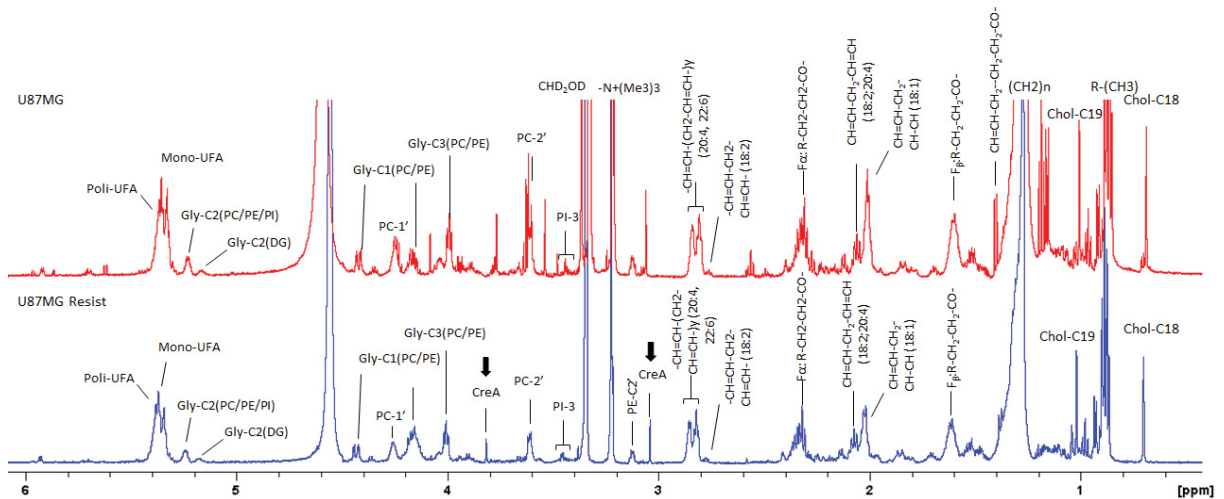 U87MG
Poli-UFA
Mono-UFA
Gly-C2(PC/PE/PI)
Gly-C2(DG)
Gly-C1(PC/PE)
PC-1'
Gly-C3(PC/PE)
CHD₂OD
PC-2'
PI-3
-N+(Me3)3
-CH=CH-(CH2-CH=CH-)y
(20:4, 22:6)
-CH=CH-CH2-
CH=CH- (18:2)
Fα: R-CH2-CH2-CO-
CH=CH-CH₂-CH=CH
(18:2;20:4)
CH=CH-CH₂-
CH-CH (18:1)
Fᵦ:R-CH₂-CH₂-CO-
CH=CH-CH₂--CH₂-CH₂-CO-
(CH2)n
Chol-C19
R-(CH3)
Chol-C18
U87MG Resist
Poli-UFA
Mono-UFA
Gly-C2(PC/PE/PI)
Gly-C2(DG)
Gly-C1(PC/PE)
PC-1'
Gly-C3(PC/PE)
CreA
PC-2'
PI-3
PE-C2'
CreA
-CH=CH-(CH2-
CH=CH-)y (20:4,
22:6)
-CH=CH-CH2-
CH=CH- (18:2)
Fα: R-CH2-CH2-CO-
CH=CH-CH₂-CH=CH
(18:2;20:4)
CH=CH-CH₂-
CH-CH (18:1)
Fᵦ:R-CH₂-CH₂-CO-
Chol-C19
Chol-C18
6 5 4 3 2 1 [ppm]